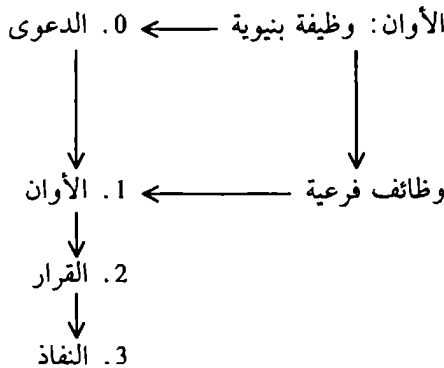 الأوان: وظيفة بنيوية ← 0. الدعوى
وظائف فرعية ← 1. الأوان
2. القرار
3. النفاذ